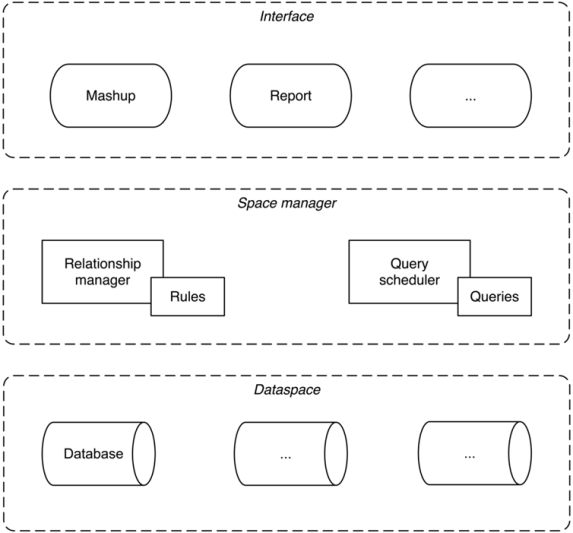 Interface
Mashup
Report
...
Space manager
Relationship
manager
Rules
Query
scheduler
Queries
Dataspace
Database
...
...